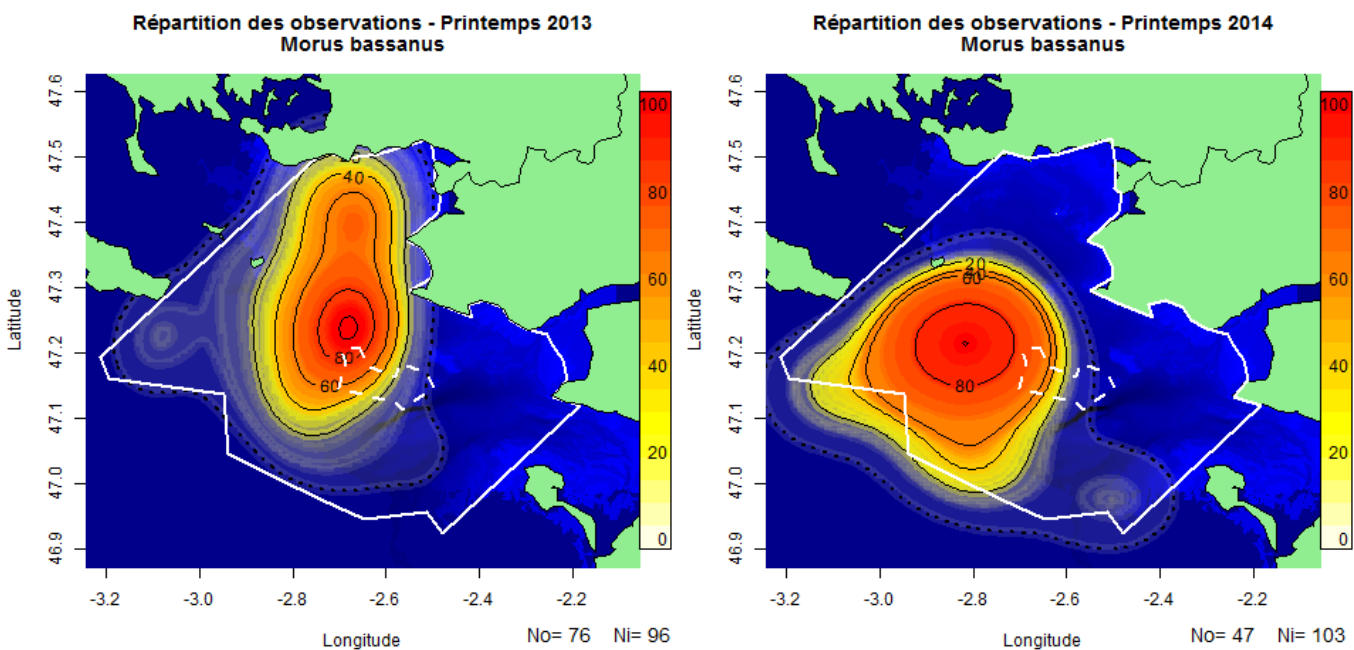 Répartition des observations - Printemps 2013
Morus bassanus
Latitude
47.6
47.5
47.4
47.3
47.2
47.1
47.0
46.9
40
80
60
100
80
60
40
20
0
-3.2 -3.0 -2.8 -2.6 -2.4 -2.2
Longitude
No= 76 Ni= 96
Répartition des observations - Printemps 2014
Morus bassanus
Latitude
47.6
47.5
47.4
47.3
47.2
47.1
47.0
46.9
20
60
80
100
80
60
40
20
0
-3.2 -3.0 -2.8 -2.6 -2.4 -2.2
Longitude
No= 47 Ni= 103